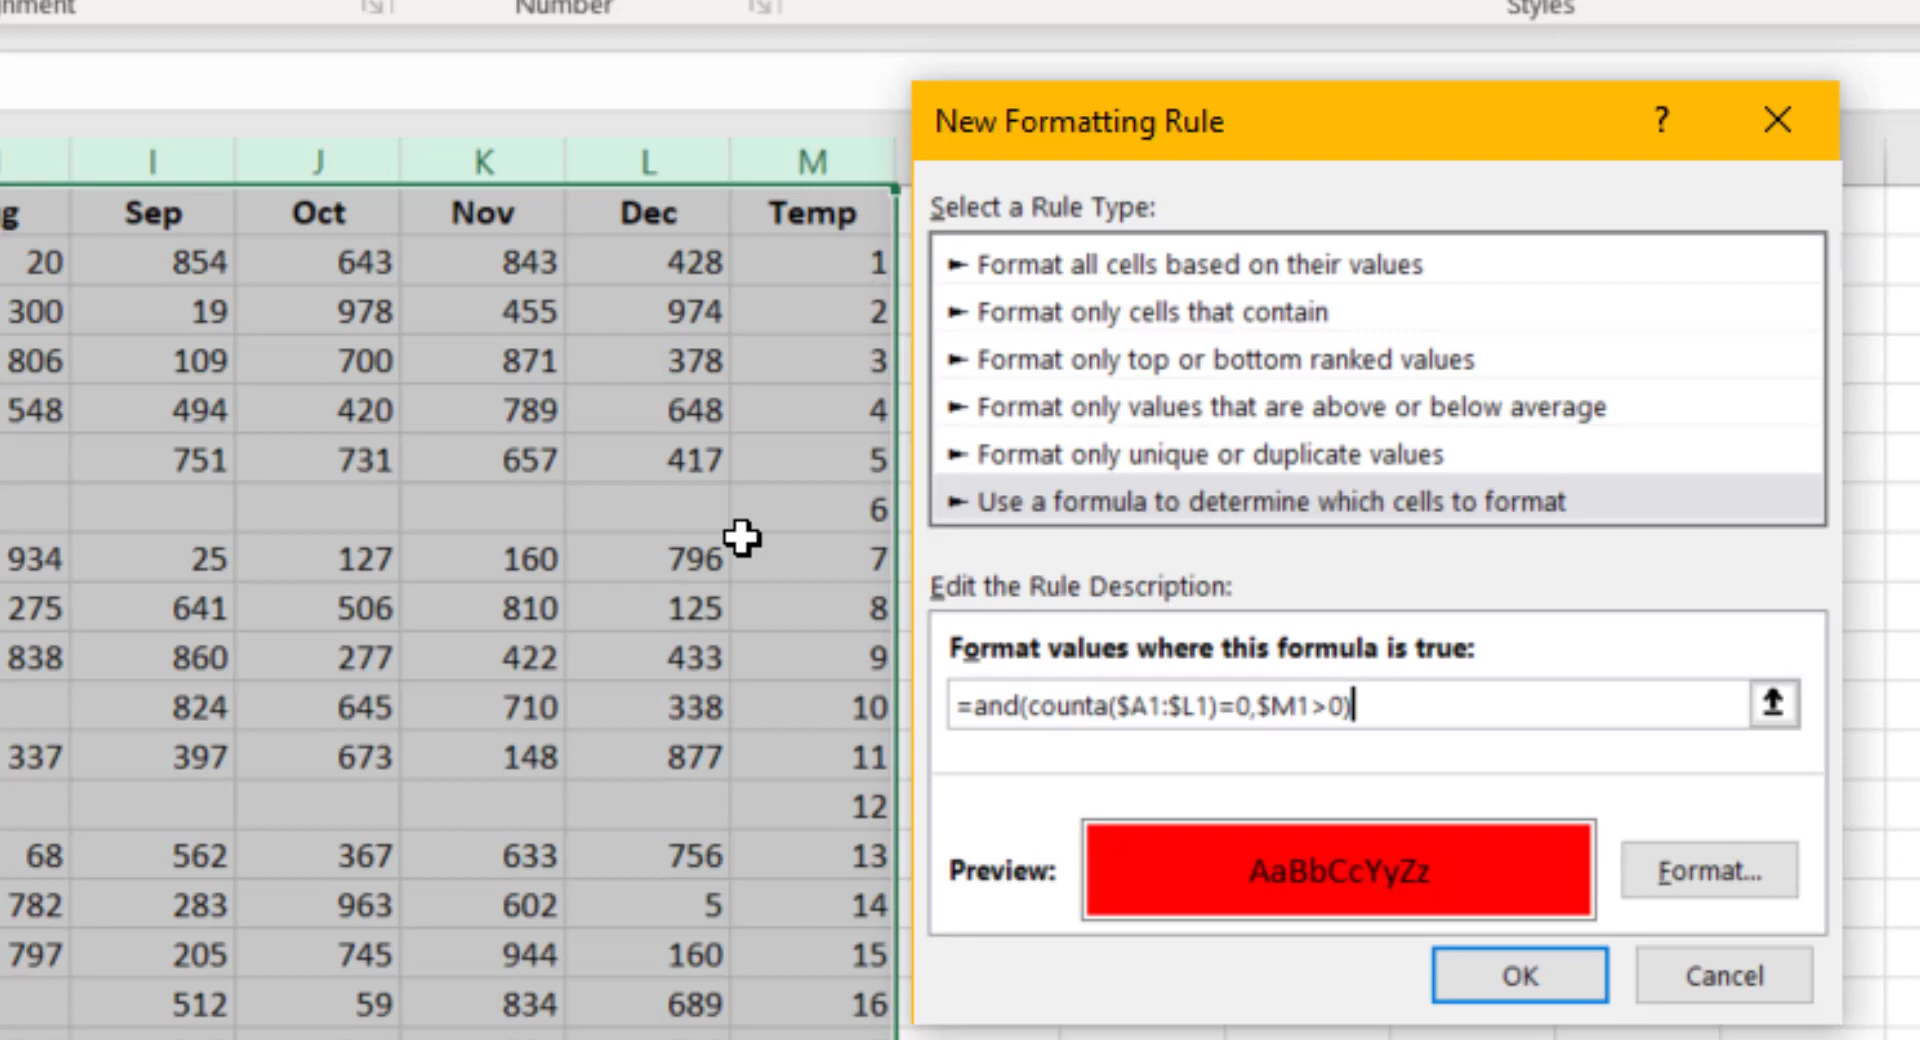 Number Styles
New Formatting Rule ? 
I J K L M
g Sep Oct Nov Dec Temp
20 854 643 843 428 1
300 19 978 455 974 2
806 109 700 871 378 3
548 494 420 789 648 4
751 731 657 417 5
6
934 25 127 160 796 7
275 641 506 810 125 8
838 860 277 422 433 9
824 645 710 338 10
337 397 673 148 877 11
12
68 562 367 633 756 13
782 283 963 602 5 14
797 205 745 944 160 15
512 59 834 689 16
Select a Rule Type:
► Format all cells based on their values
► Format only cells that contain
► Format only top or bottom ranked values
► Format only values that are above or below average
► Format only unique or duplicate values
► Use a formula to determine which cells to format
Edit the Rule Description:
Format values where this formula is true:
=and(counta($A1:$L1)=0,$M1>0)
Preview: AaBbCcYyZz Format...
OK Cancel